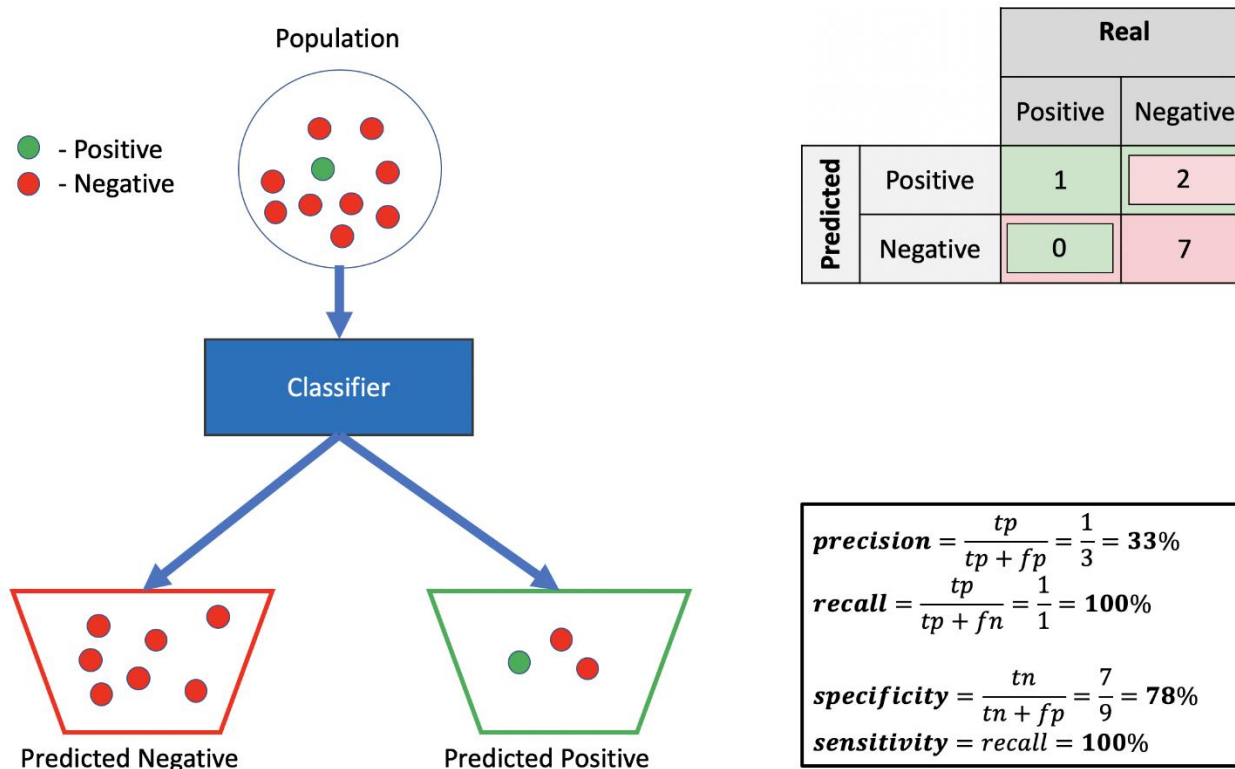 Population
- Positive
- Negative
Classifier
Predicted Negative
Predicted Positive
Real
Positive Negative
Predicted
Positive 1 2
Negative 0 7
precision = tp / (tp + fp) = 1/3 = 33%
recall = tp / (tp + fn) = 1/1 = 100%
specificity = tn / (tn + fp) = 7/9 = 78%
sensitivity = recall = 100%